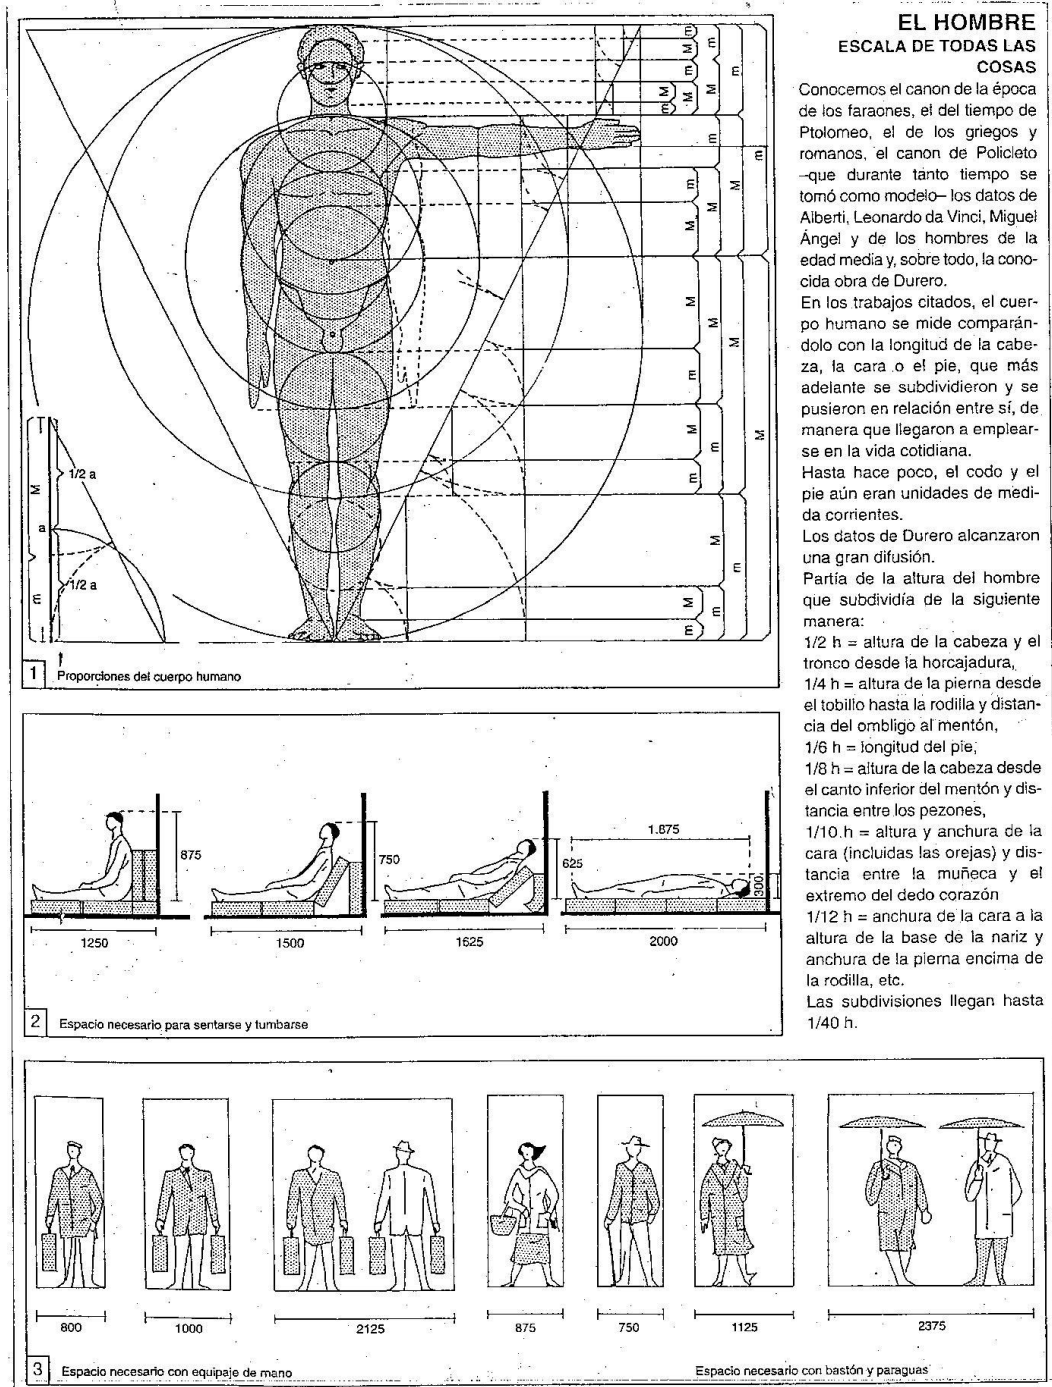 EL HOMBRE
ESCALA DE TODAS LAS
COSAS
Conocemos el canon de la época
de los faraones, el del tiempo de
Ptolomeo, el de los griegos y
romanos, el canon de Policleto
–que durante tanto tiempo se
tomó como modelo– los datos de
Alberti, Leonardo da Vinci, Miguel
Ángel y de los hombres de la
edad media y, sobre todo, la cono-
cida obra de Durero.
En los trabajos citados, el cuer-
po humano se mide comparán-
dolo con la longitud de la cabe-
za, la cara o el pie, que más
adelante se subdividieron y se
pusieron en relación entre sí, de
manera que llegaron a emplear-
se en la vida cotidiana.
Hasta hace poco, el codo y el
pie aún eran unidades de medi-
da corrientes.
Los datos de Durero alcanzaron
una gran difusión.
Partía de la altura del hombre
que subdividía de la siguiente
manera:
1/2 h = altura de la cabeza y el
tronco desde la horcajadura,
1/4 h = altura de la pierna desde
el tobillo hasta la rodilla y distan-
cia del ombligo al mentón,
1/6 h = longitud del pie,
1/8 h = altura de la cabeza desde
el canto inferior del mentón y dis-
tancia entre los pezones,
1/10 h = altura y anchura de la
cara (incluidas las orejas) y dis-
tancia entre la muñeca y el
extremo del dedo corazón
1/12 h = anchura de la cara a la
altura de la base de la nariz y
anchura de la pierna encima de
la rodilla, etc.
Las subdivisiones llegan hasta
1/40 h.
M
m
m
M
m
M
m
M
M
m
M
m
M
m
m
M
m
M
M
m
M
m
m
M
M
m
m
M
M
a
m
1/2 a
1/2 a
1 Proporciones del cuerpo humano
875
750
625
1.875
300
1250
1500
1625
2000
2 Espacio necesario para sentarse y tumbarse
800
1000
2125
875
750
1125
2375
3 Espacio necesario con equipaje de mano
Espacio necesario con bastón y paraguas